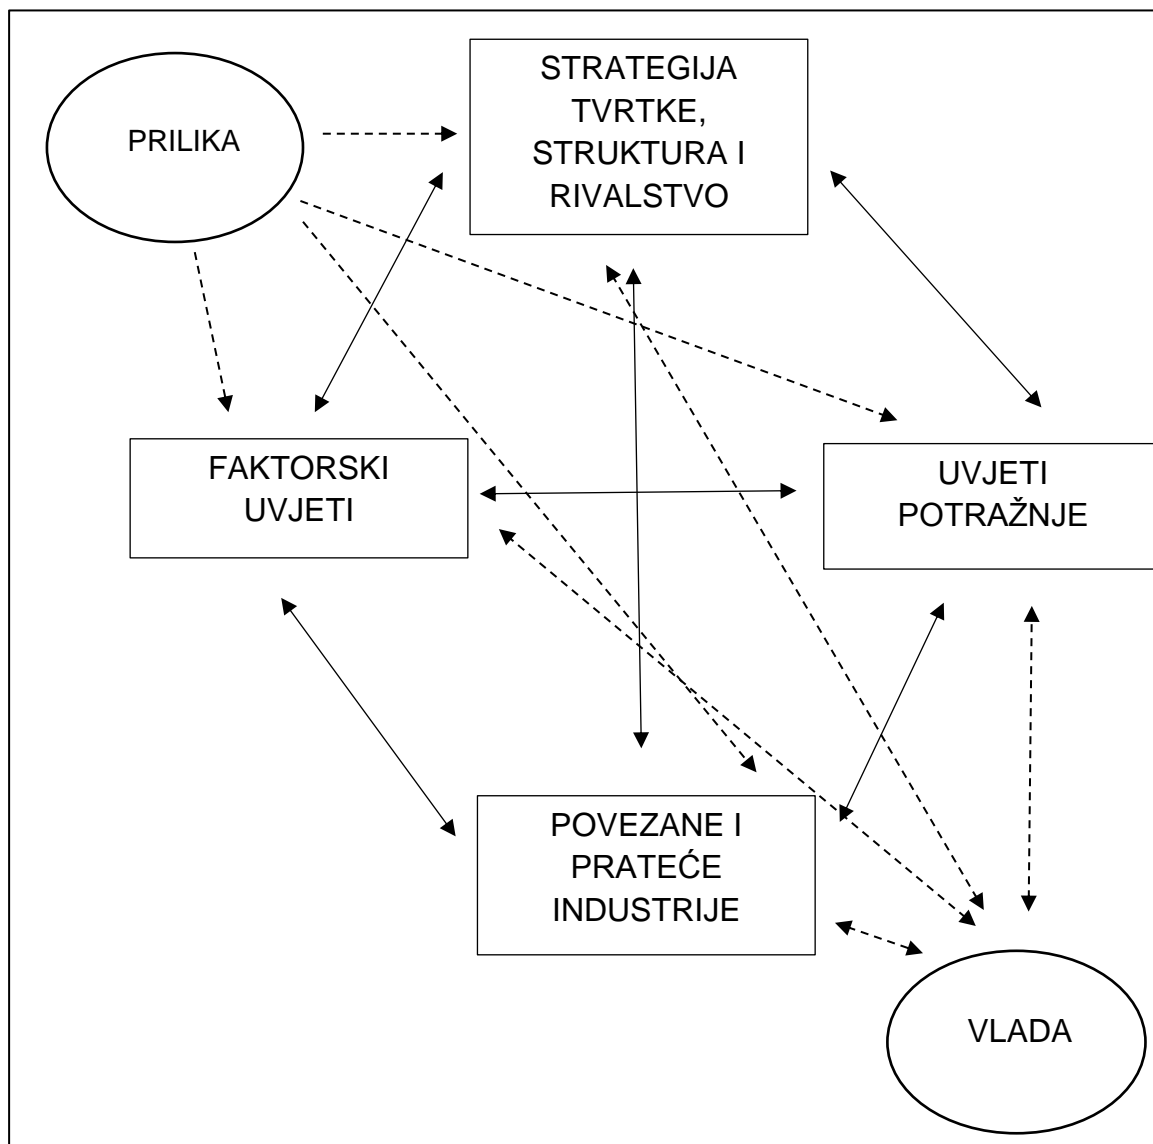 PRILIKA
STRATEGIJA
TVRTKE,
STRUKTURA I
RIVALSTVO
FAKTORSKI
UVJETI
UVJETI
POTRAŽNJE
POVEZANE I
PRATEĆE
INDUSTRIJE
VLADA